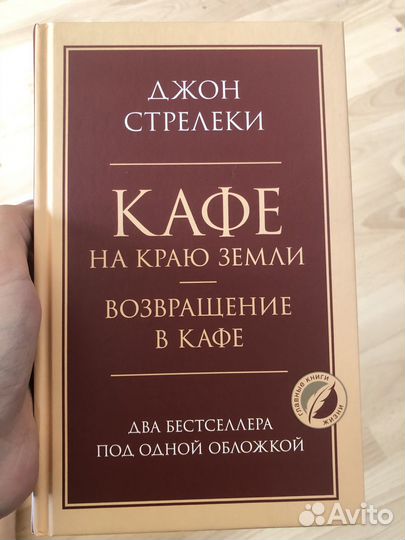 ДЖОН
СТРЕЛЕКИ
КАФЕ
НА КРАЮ ЗЕМЛИ
ВОЗВРАЩЕНИЕ
В КАФЕ
ГЛАВНЫЕ КНИГИ
ЖИЗНИ
ДВА БЕСТСЕЛЛЕРА
ПОД ОДНОЙ ОБЛОЖКОЙ
Avito